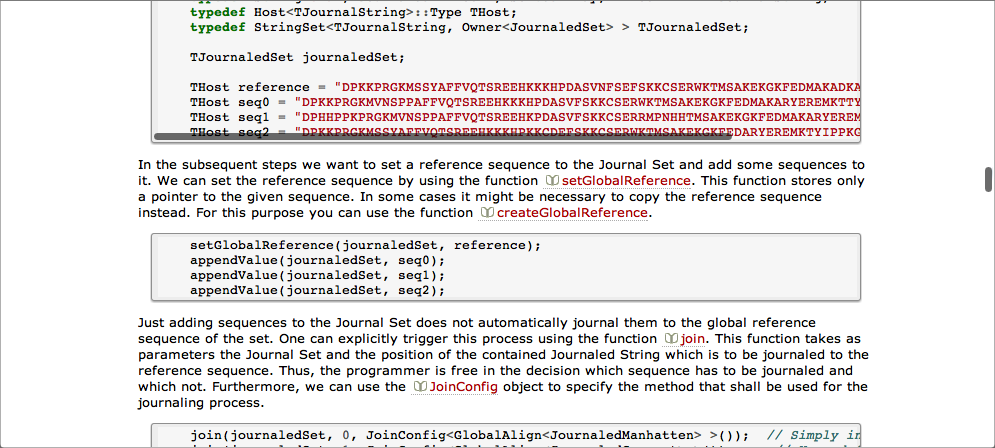 typedef Host<TJournalString>::Type THost;
typedef StringSet<TJournalString, Owner<JournaledSet> > TJournaledSet;
TJournaledSet journaledSet;
THost reference = "DPKKPRGKMSSYAFFVQTSREEHKKKHPDASVNFSEFSKKCSERWKTMSAKEKGKFEDMAKADKA
THost seq0 = "DPKKPRGKMVNSPPAFFVQTSREEHKKKHPDASVFSKKCSERWKTMSAKEKGKFEDMAKARYEREMKTTY
THost seq1 = "DPHHPPKPRGKMVNSPPAFFVQTSREEHKPDASVFSKKCSERRMPNHHTMSAKEKGKFEDMAKARYEREM
THost seq2 = "DPKKPRGKMSSYAFFVQTSREEHKKKHPKKCDEFSKKCSERWKTMSAKEKGKFEDARYEREMKTYIPPKG
In the subsequent steps we want to set a reference sequence to the Journal Set and add some sequences to
it. We can set the reference sequence by using the function setGlobalReference. This function stores only
a pointer to the given sequence. In some cases it might be necessary to copy the reference sequence
instead. For this purpose you can use the function createGlobalReference.
setGlobalReference(journaledSet, reference);
appendValue(journaledSet, seq0);
appendValue(journaledSet, seq1);
appendValue(journaledSet, seq2);
Just adding sequences to the Journal Set does not automatically journal them to the global reference
sequence of the set. One can explicitly trigger this process using the function join. This function takes as
parameters the Journal Set and the position of the contained Journaled String which is to be journaled to the
reference sequence. Thus, the programmer is free in the decision which sequence has to be journaled and
which not. Furthermore, we can use the JoinConfig object to specify the method that shall be used for the
journaling process.
join(journaledSet, 0, JoinConfig<GlobalAlign<JournaledManhatten> >()); // Simply in